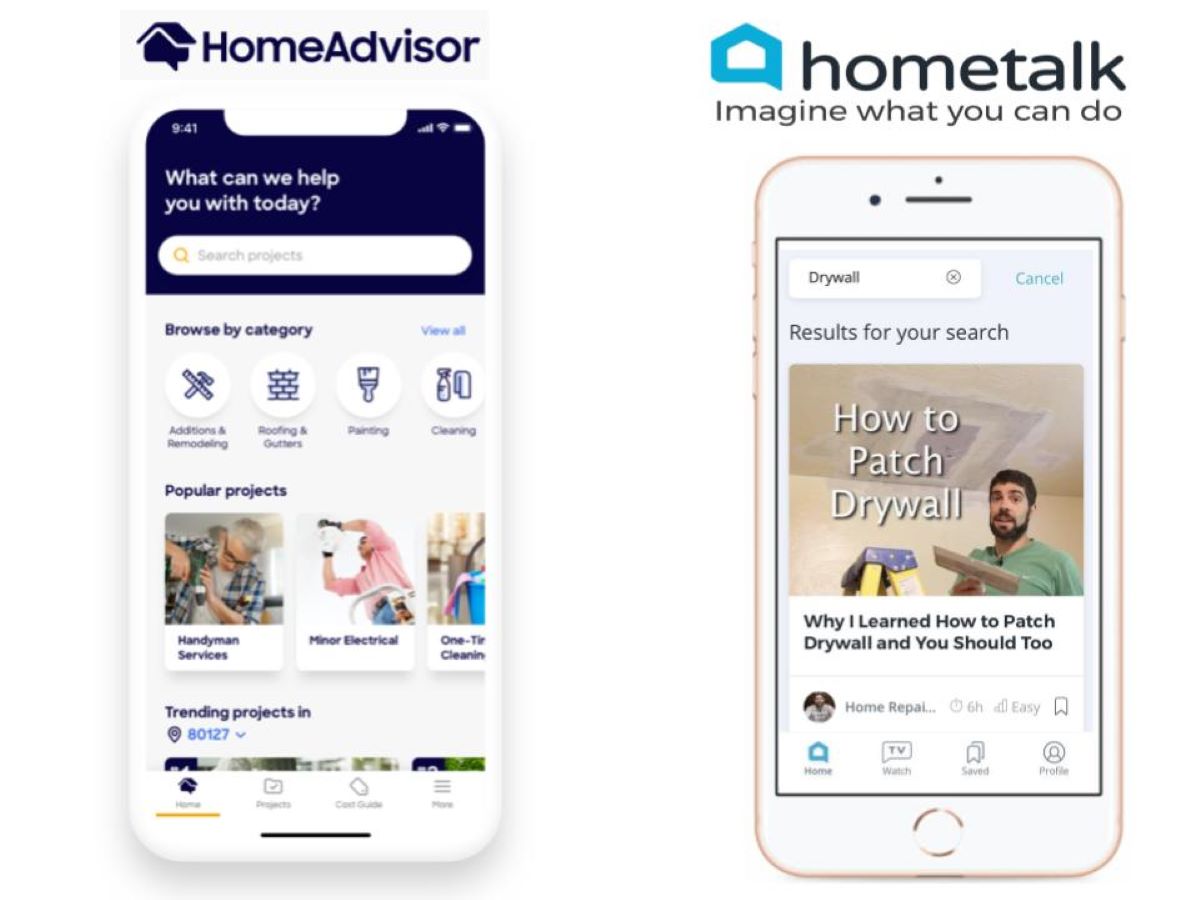 HomeAdvisor
9:41
What can we help
you with today?
Search projects
Browse by category
View all
Additions &
Remodeling
Roofing &
Gutters
Painting
Cleaning
Popular projects
Handyman
Services
Minor Electrical
One-Tir
Cleanin
Trending projects in
80127
Home
Projects
Cost Guide
More
hometalk
Imagine what you can do
Drywall
Cancel
Results for your search
How to
Patch
Drywall
Why I Learned How to Patch
Drywall and You Should Too
Home Repai...
6h
Easy
TV
Home
Watch
Saved
Profile